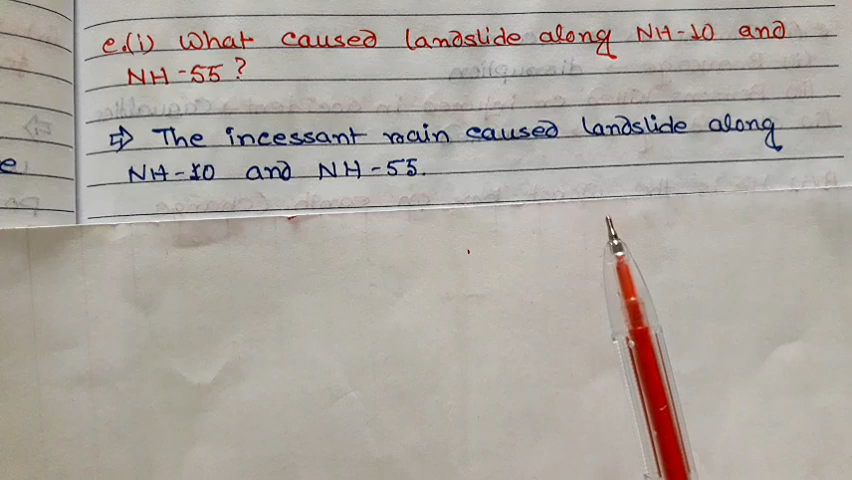 e.(i) What caused landslide along NH-10 and
NH-55?
⇒ The incessant rain caused landslide along
e
NH-10 and NH-55.